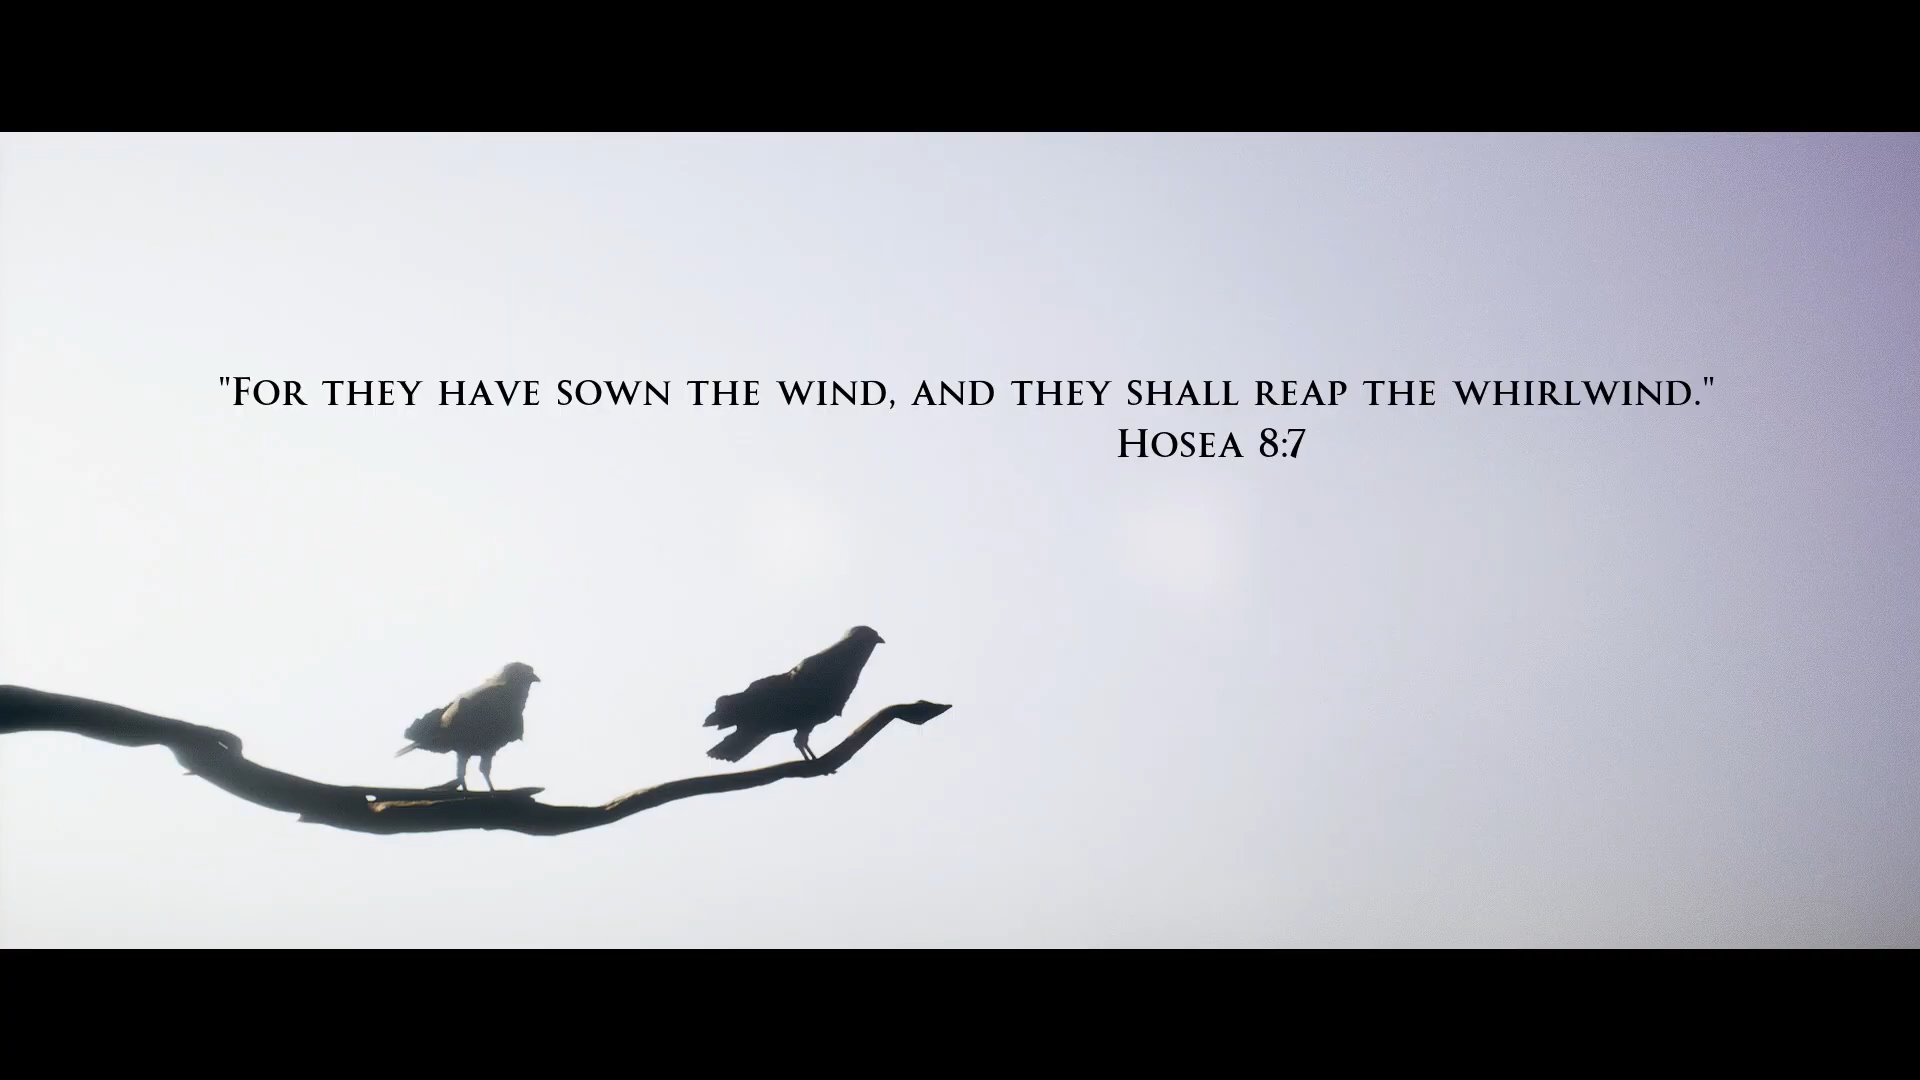 "For they have sown the wind, and they shall reap the whirlwind."
Hosea 8:7